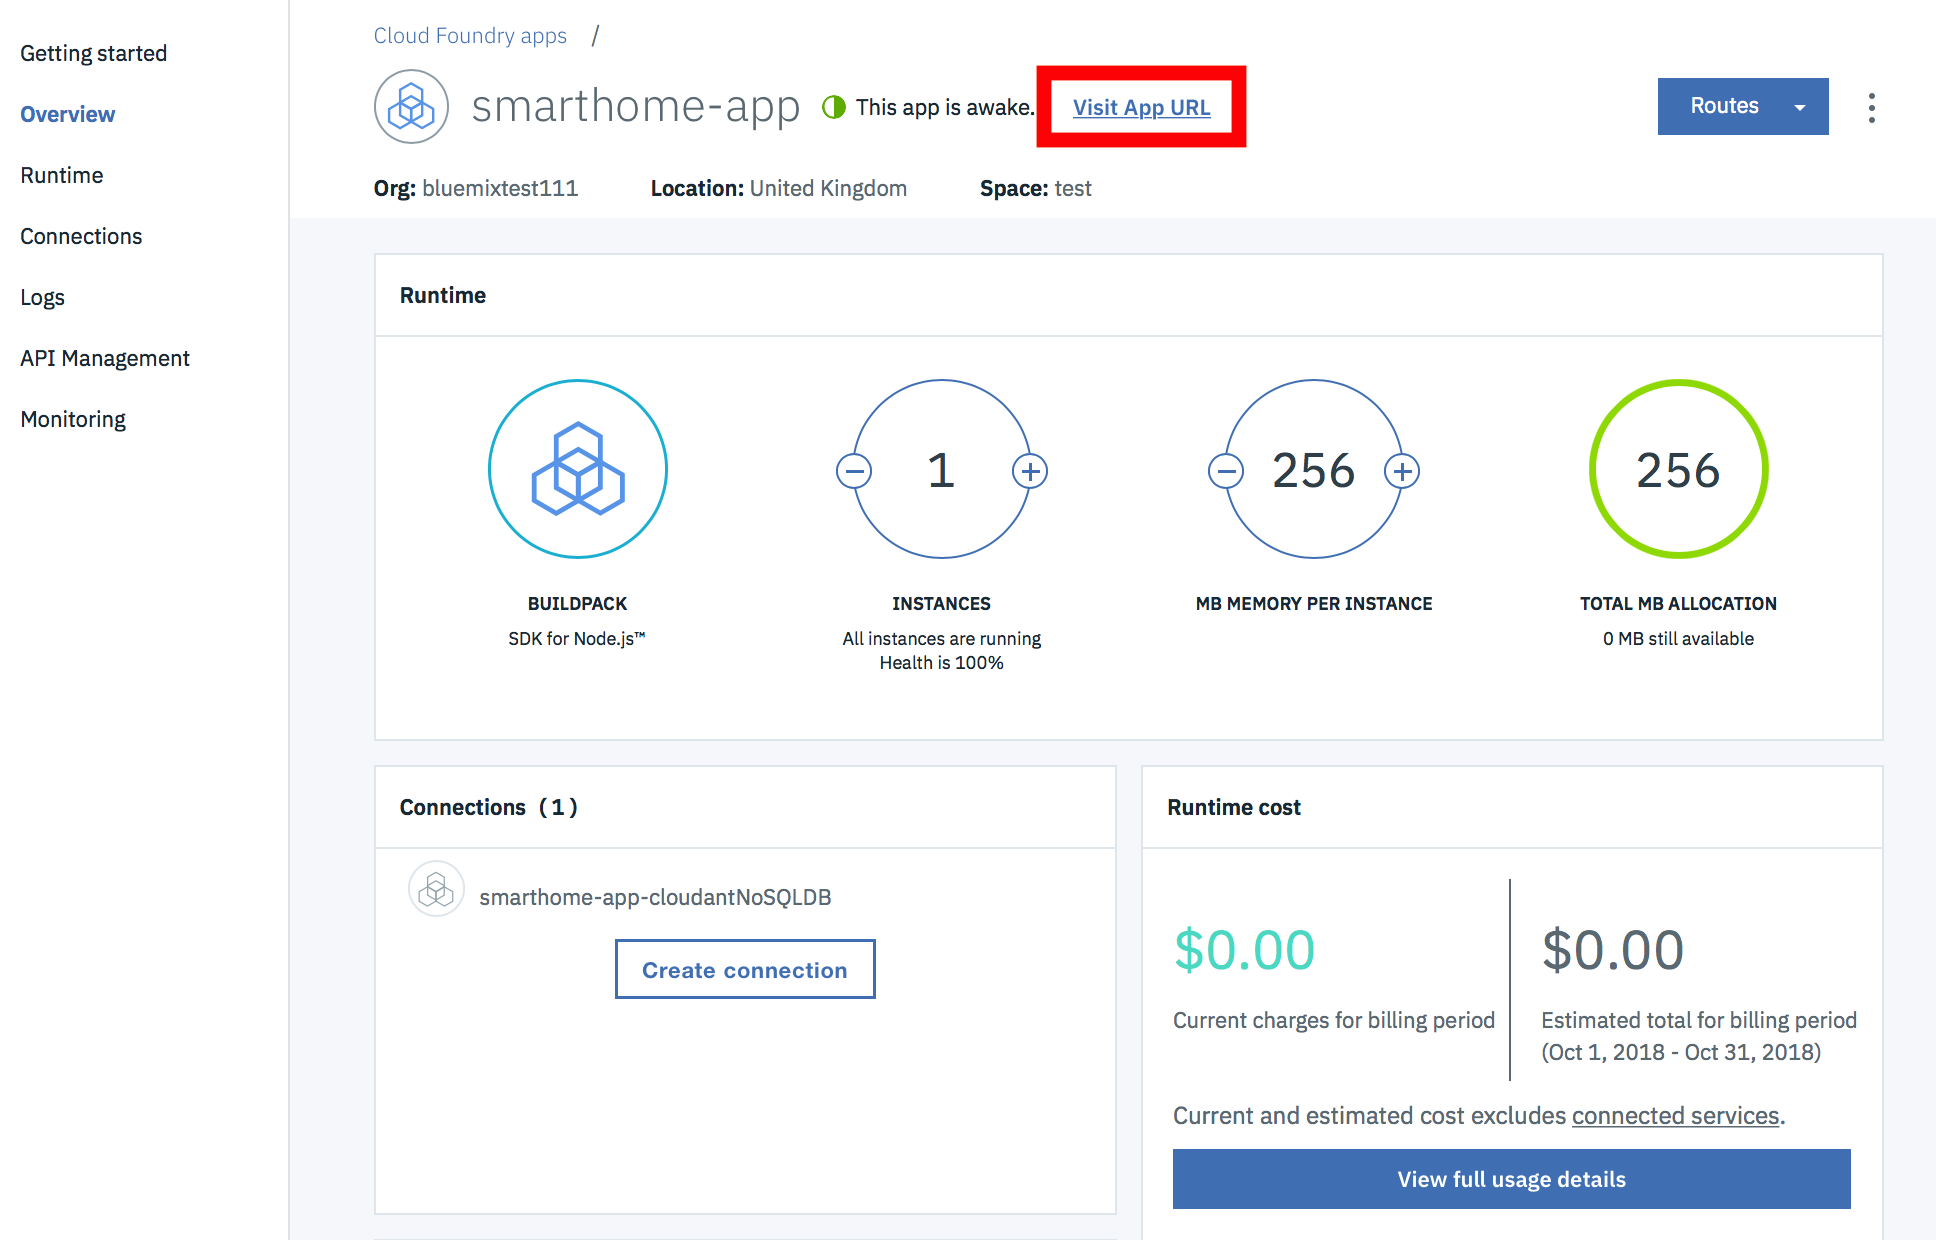 Getting started
Overview
Runtime
Connections
Logs
API Management
Monitoring
Cloud Foundry apps /
smarthome-app This app is awake. Visit App URL
Routes
Org: bluemixtest111 Location: United Kingdom Space: test
Runtime
1
256
256
BUILDPACK
SDK for Node.js™
INSTANCES
All instances are running
Health is 100%
MB MEMORY PER INSTANCE
TOTAL MB ALLOCATION
0 MB still available
Connections (1)
smarthome-app-cloudantNoSQLDB
Create connection
Runtime cost
$0.00
Current charges for billing period
$0.00
Estimated total for billing period
(Oct 1, 2018 - Oct 31, 2018)
Current and estimated cost excludes connected services.
View full usage details